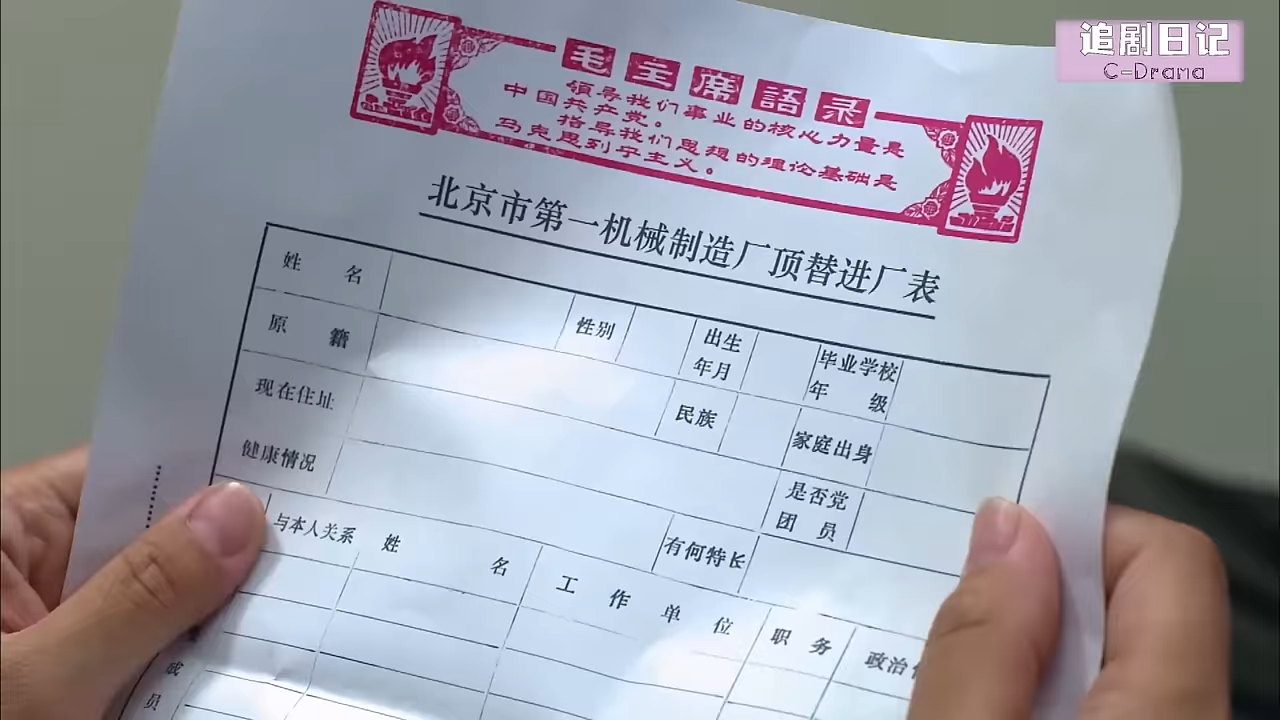 追剧日记
C-Drama
毛主席語录
領导我们事业的核心力量是
中国共产党。
指导我们思想的理论基础是
马克思列宁主义。
北京市第一机械制造厂顶替进厂表
姓 名
性别
出生
年月
毕业学校
年 级
原 籍
民族
家庭出身
现在住址
是否党
团 员
健康情况
有何特长
与本人关系
姓 名
工 作 单 位
职 务
政治
成
员